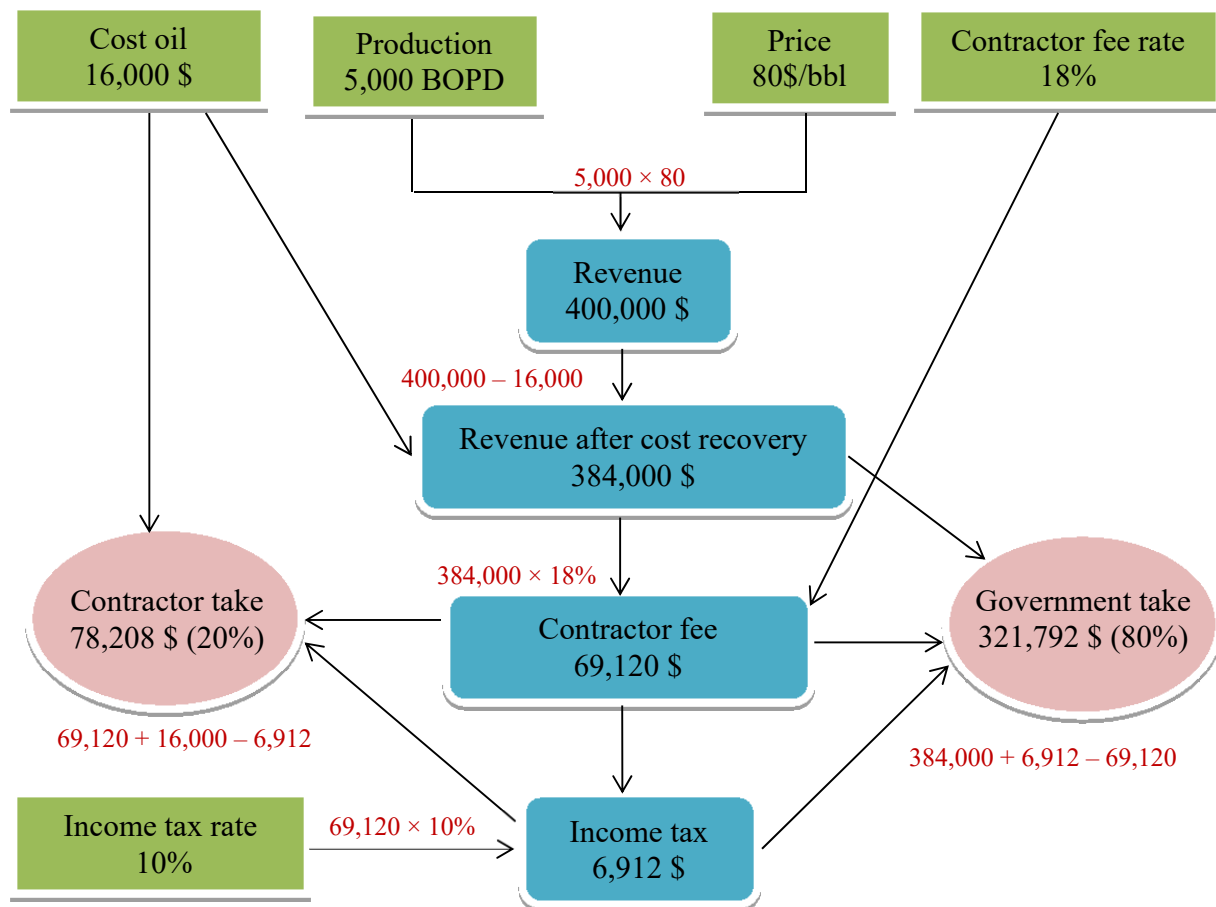 Cost oil
16,000 $
Production
5,000 BOPD
Price
80$/bbl
Contractor fee rate
18%
5,000 × 80
Revenue
400,000 $
400,000 – 16,000
Revenue after cost recovery
384,000 $
384,000 × 18%
Contractor take
78,208 $ (20%)
Contractor fee
69,120 $
Government take
321,792 $ (80%)
69,120 + 16,000 – 6,912
384,000 + 6,912 – 69,120
Income tax rate
10%
69,120 × 10%
Income tax
6,912 $